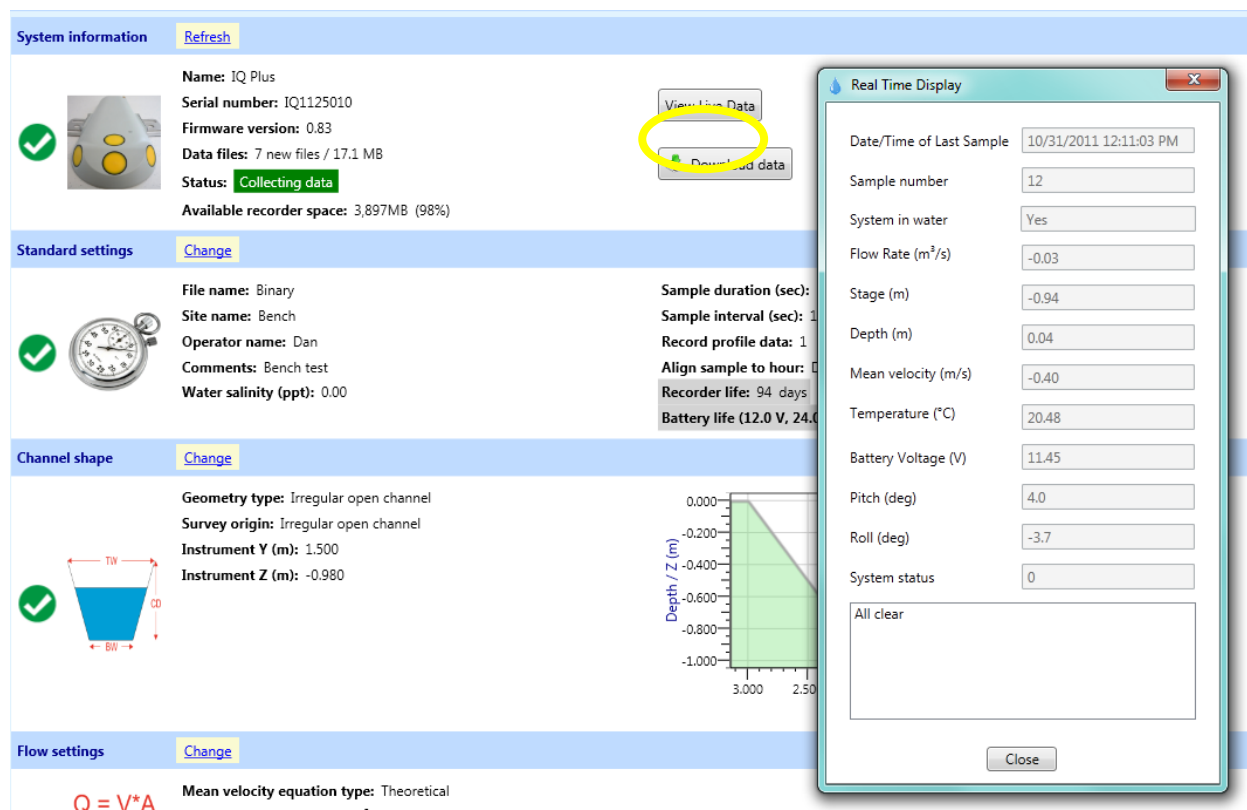 System information Refresh
Name: IQ Plus
Serial number: IQ1125010
Firmware version: 0.83
Data files: 7 new files / 17.1 MB
Status: Collecting data
Available recorder space: 3,897MB (98%)
View Live Data
Download data
Standard settings Change
File name: Binary
Site name: Bench
Operator name: Dan
Comments: Bench test
Water salinity (ppt): 0.00
Sample duration (sec):
Sample interval (sec): 1
Record profile data: 1
Align sample to hour:
Recorder life: 94 days
Battery life (12.0 V, 24.0
Channel shape Change
TW
CD
BW
Geometry type: Irregular open channel
Survey origin: Irregular open channel
Instrument Y (m): 1.500
Instrument Z (m): -0.980
Depth / Z (m)
0.000
-0.200
-0.400
-0.600
-0.800
-1.000
3.000 2.50
Flow settings Change
Q = V*A
Mean velocity equation type: Theoretical
Real Time Display
Date/Time of Last Sample 10/31/2011 12:11:03 PM
Sample number 12
System in water Yes
Flow Rate (m³/s) -0.03
Stage (m) -0.94
Depth (m) 0.04
Mean velocity (m/s) -0.40
Temperature (°C) 20.48
Battery Voltage (V) 11.45
Pitch (deg) 4.0
Roll (deg) -3.7
System status 0
All clear
Close